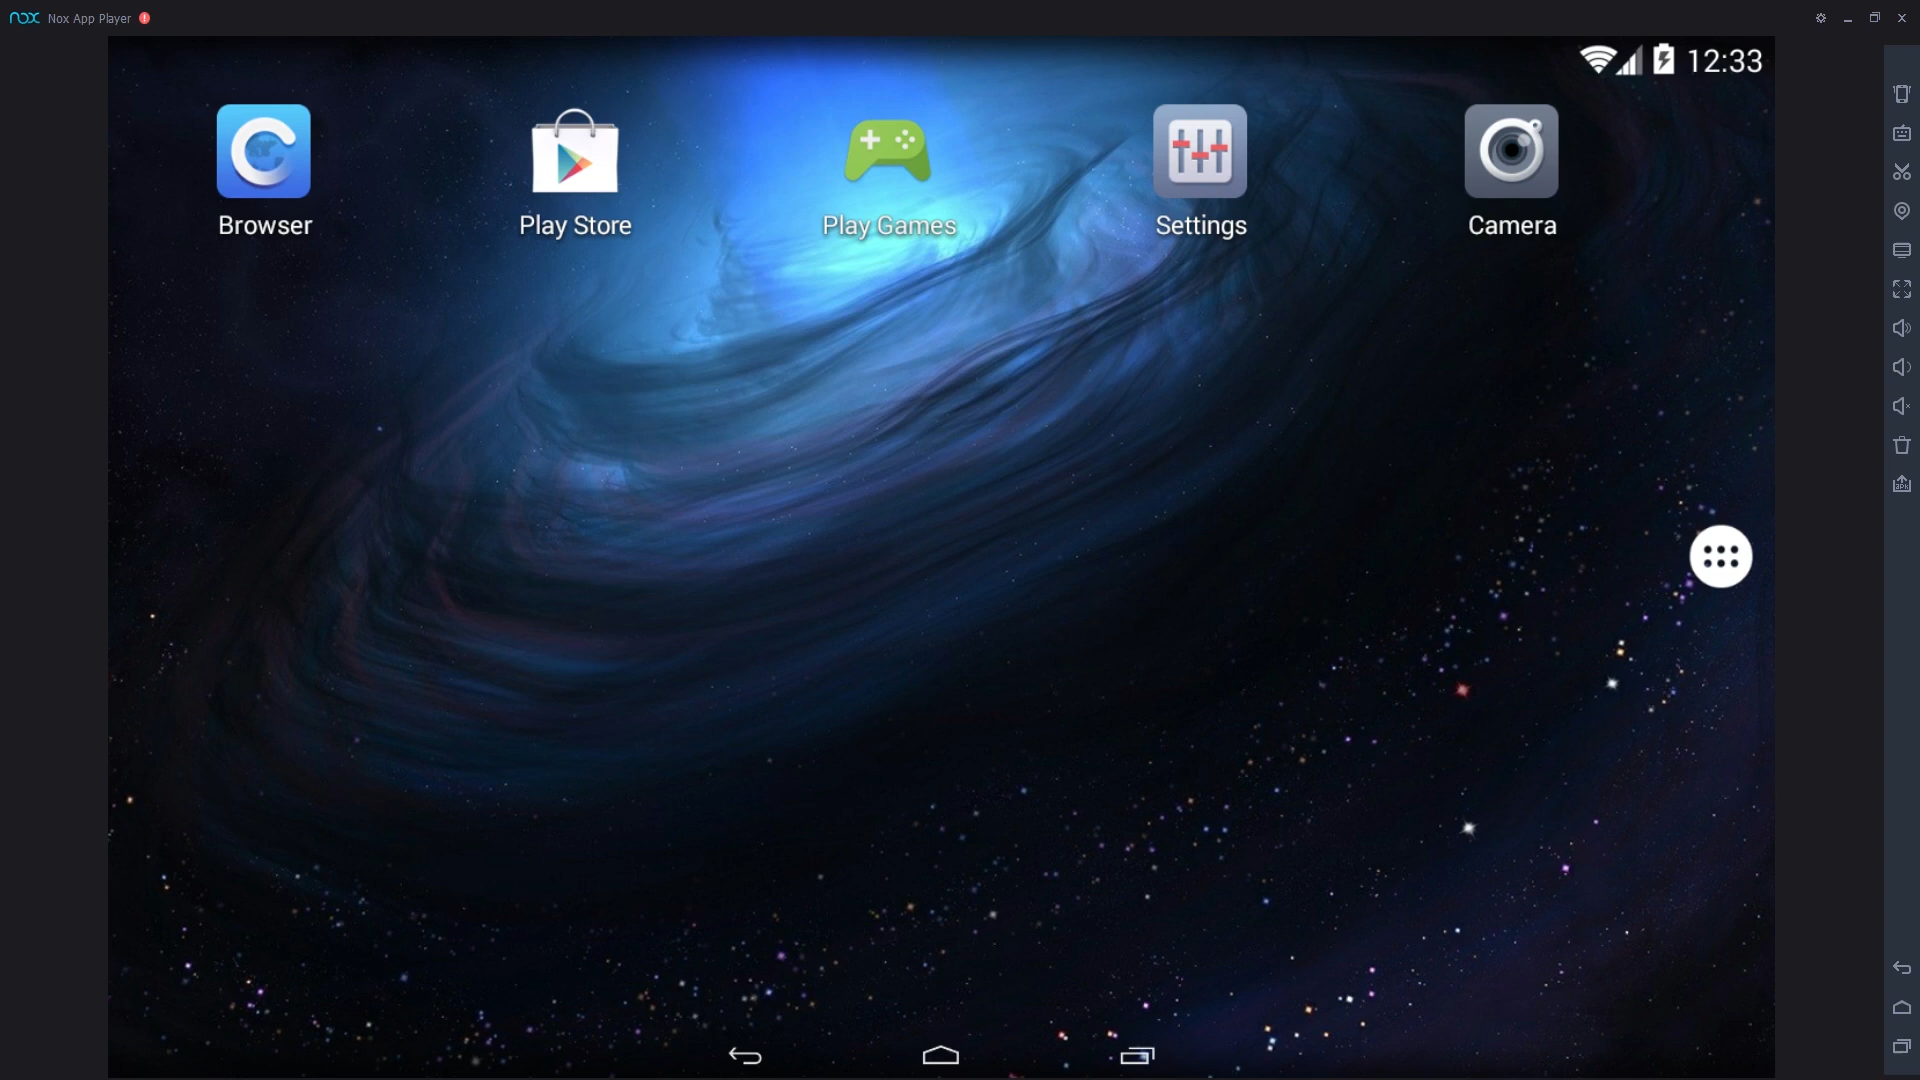 nox Nox App Player
12:33
Browser
Play Store
Play Games
Settings
Camera